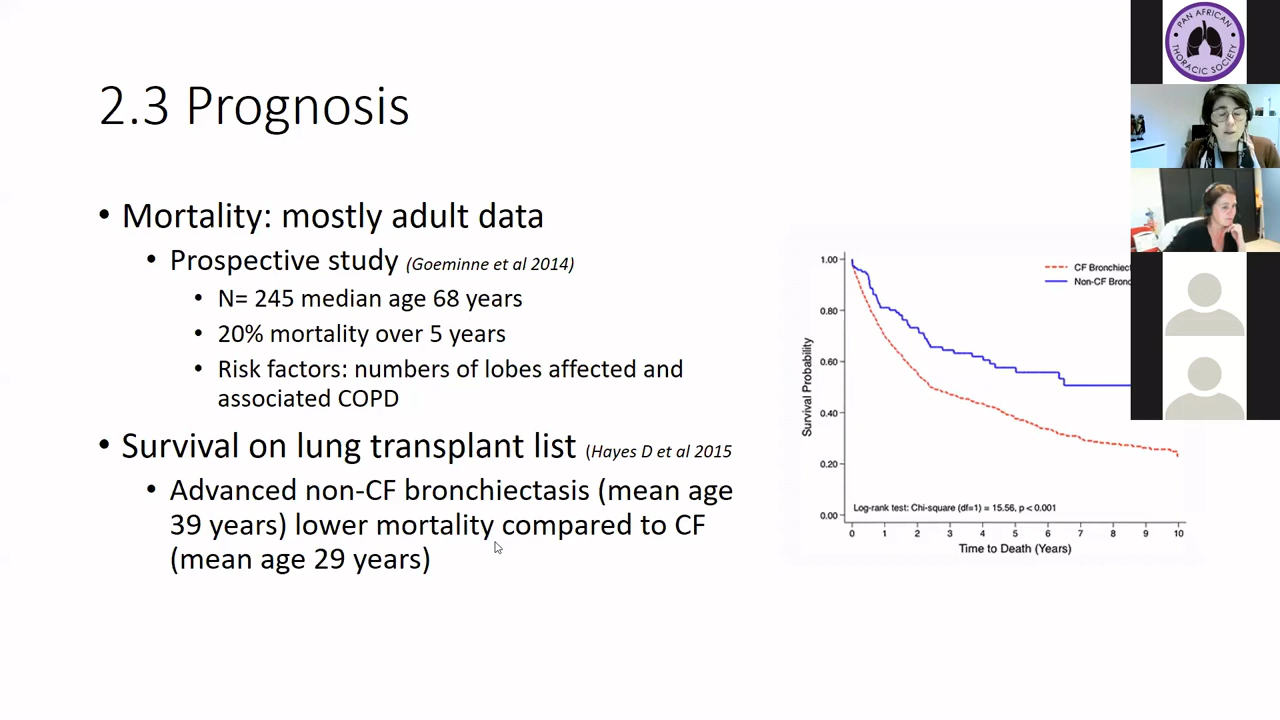 2.3 Prognosis
• Mortality: mostly adult data
• Prospective study (Goeminne et al 2014)
• N= 245 median age 68 years
• 20% mortality over 5 years
• Risk factors: numbers of lobes affected and
associated COPD
• Survival on lung transplant list (Hayes D et al 2015
• Advanced non-CF bronchiectasis (mean age
39 years) lower mortality compared to CF
(mean age 29 years)
CF Bronchiect
Non-CF Bronc
1.00
0.80
0.60
0.40
0.20
0.00
Survival Probability
Log-rank test: Chi-square (df=1) = 15.56, p < 0.001
0 1 2 3 4 5 6 7 8 9 10
Time to Death (Years)
PAN AFRICAN
THORACIC SOCIETY